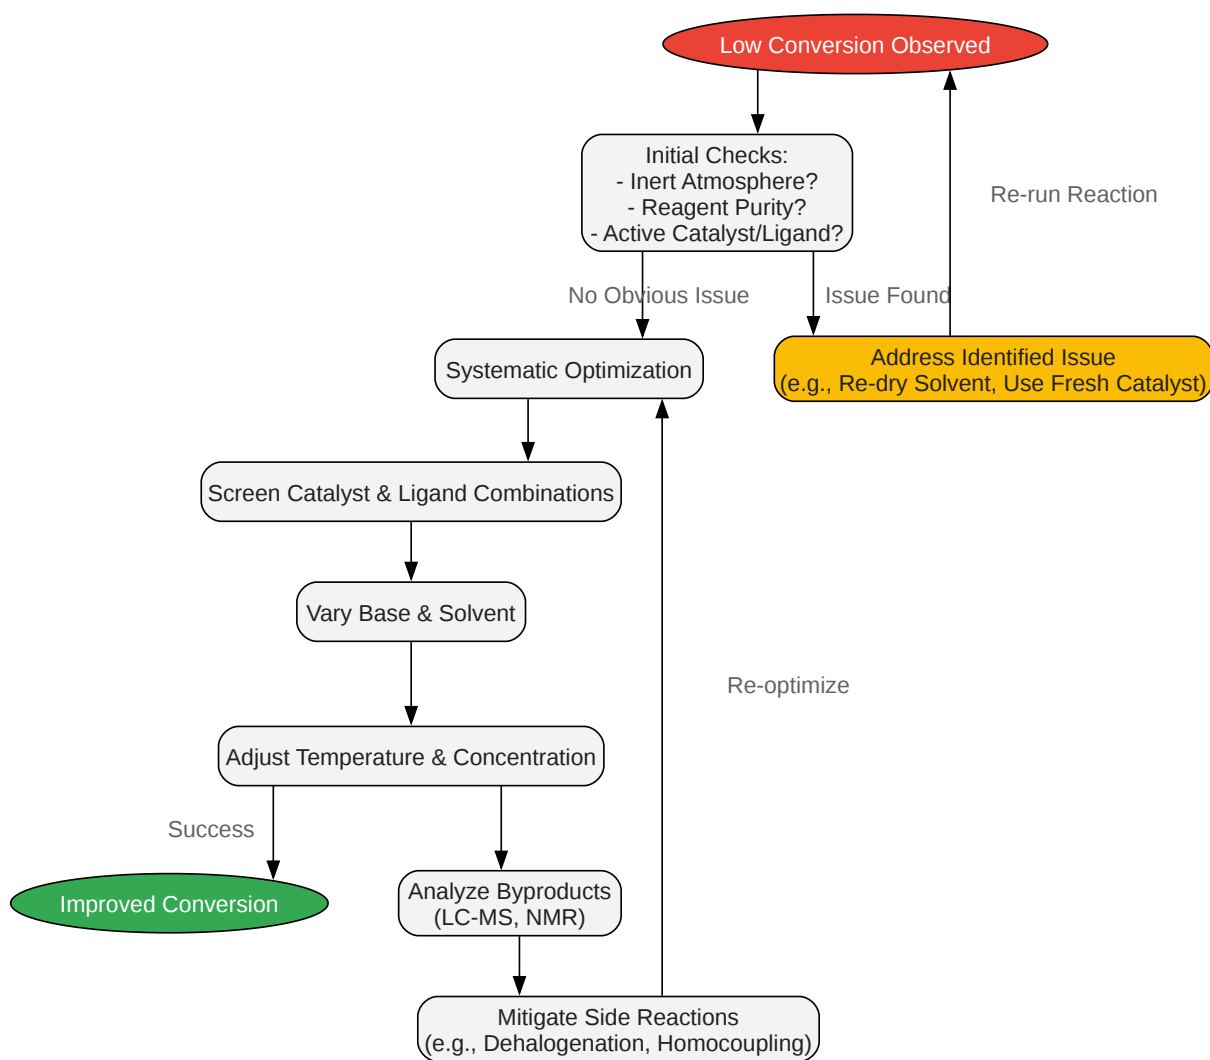 Low Conversion Observed
Initial Checks:
- Inert Atmosphere?
- Reagent Purity?
- Active Catalyst/Ligand?
Re-run Reaction
No Obvious Issue
Issue Found
Systematic Optimization
Address Identified Issue
(e.g., Re-dry Solvent, Use Fresh Catalyst)
Screen Catalyst & Ligand Combinations
Vary Base & Solvent
Re-optimize
Adjust Temperature & Concentration
Success
Improved Conversion
Analyze Byproducts
(LC-MS, NMR)
Mitigate Side Reactions
(e.g., Dehalogenation, Homocoupling)